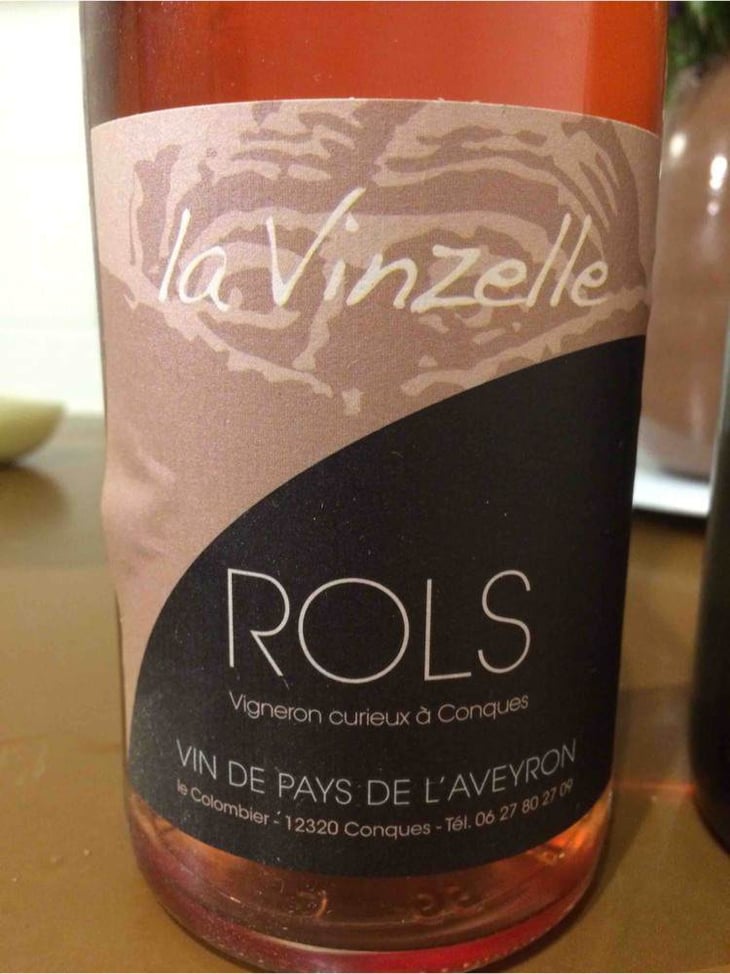 la Vinzelle
ROLS
Vigneron curieux à Conques
VIN DE PAYS DE L'AVEYRON
le Colombier - 12320 Conques - Tél. 06 27 80 27 09